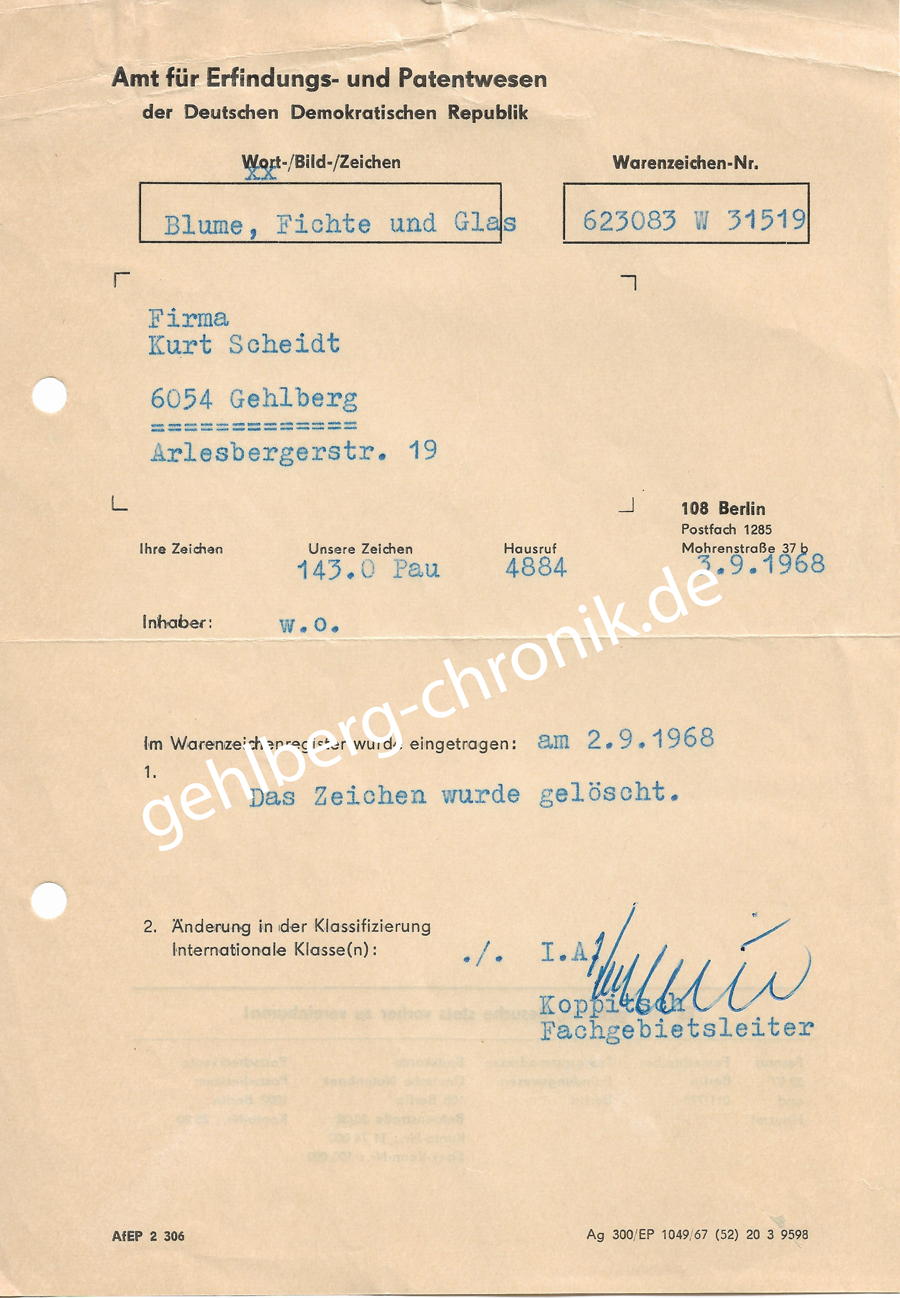 Amt für Erfindungs- und Patentwesen
der Deutschen Demokratischen Republik
Wort-/Bild-/Zeichen Warenzeichen-Nr.
xx
Blume, Fichte und Glas 623083 W 31519
Firma
Kurt Scheidt
6054 Gehlberg
=============
Arlesbergerstr. 19
108 Berlin
Postfach 1285
Ihre Zeichen Unsere Zeichen Hausruf Mohrenstraße 37 b
143.0 Pau 4884 3.9.1968
Inhaber: w.o.
gehlberg-chronik.de
Im Warenzeichenregister wurde eingetragen: am 2.9.1968
1.
Das Zeichen wurde gelöscht.
2. Änderung in der Klassifizierung
Internationale Klasse(n): ./. I.A.
Koppitsch
Fachgebietsleiter
AfEP 2 306 Ag 300/EP 1049/67 (52) 20 3 9598